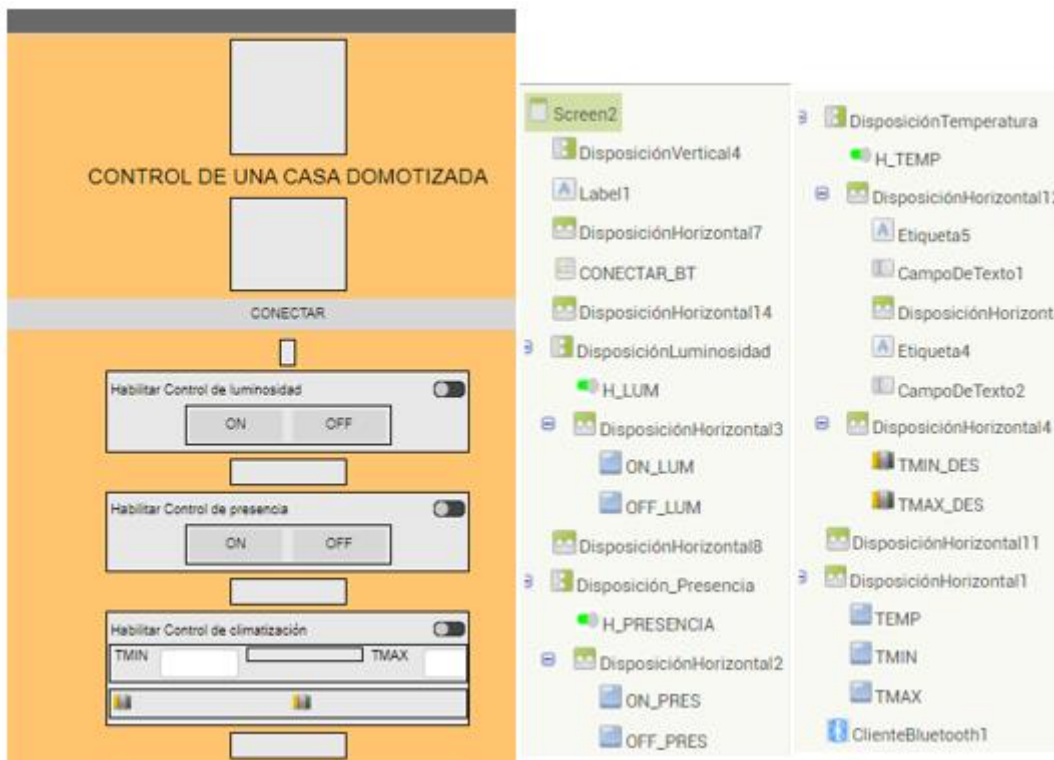 CONTROL DE UNA CASA DOMOTIZADA
CONECTAR
Habilitar Control de luminosidad
ON OFF
Habilitar Control de presencia
ON OFF
Habilitar Control de climatización
TMIN TMAX
Screen2
DisposiciónVertical4
Label1
DisposiciónHorizontal7
CONECTAR_BT
DisposiciónHorizontal14
DisposiciónLuminosidad
H_LUM
DisposiciónHorizontal3
ON_LUM
OFF_LUM
DisposiciónHorizontal8
Disposición_Presencia
H_PRESENCIA
DisposiciónHorizontal2
ON_PRES
OFF_PRES
DisposiciónTemperatura
H_TEMP
DisposiciónHorizontal12
Etiqueta5
CampoDeTexto1
DisposiciónHorizont
Etiqueta4
CampoDeTexto2
DisposiciónHorizontal4
TMIN_DES
TMAX_DES
DisposiciónHorizontal11
DisposiciónHorizontal1
TEMP
TMIN
TMAX
ClienteBluetooth1